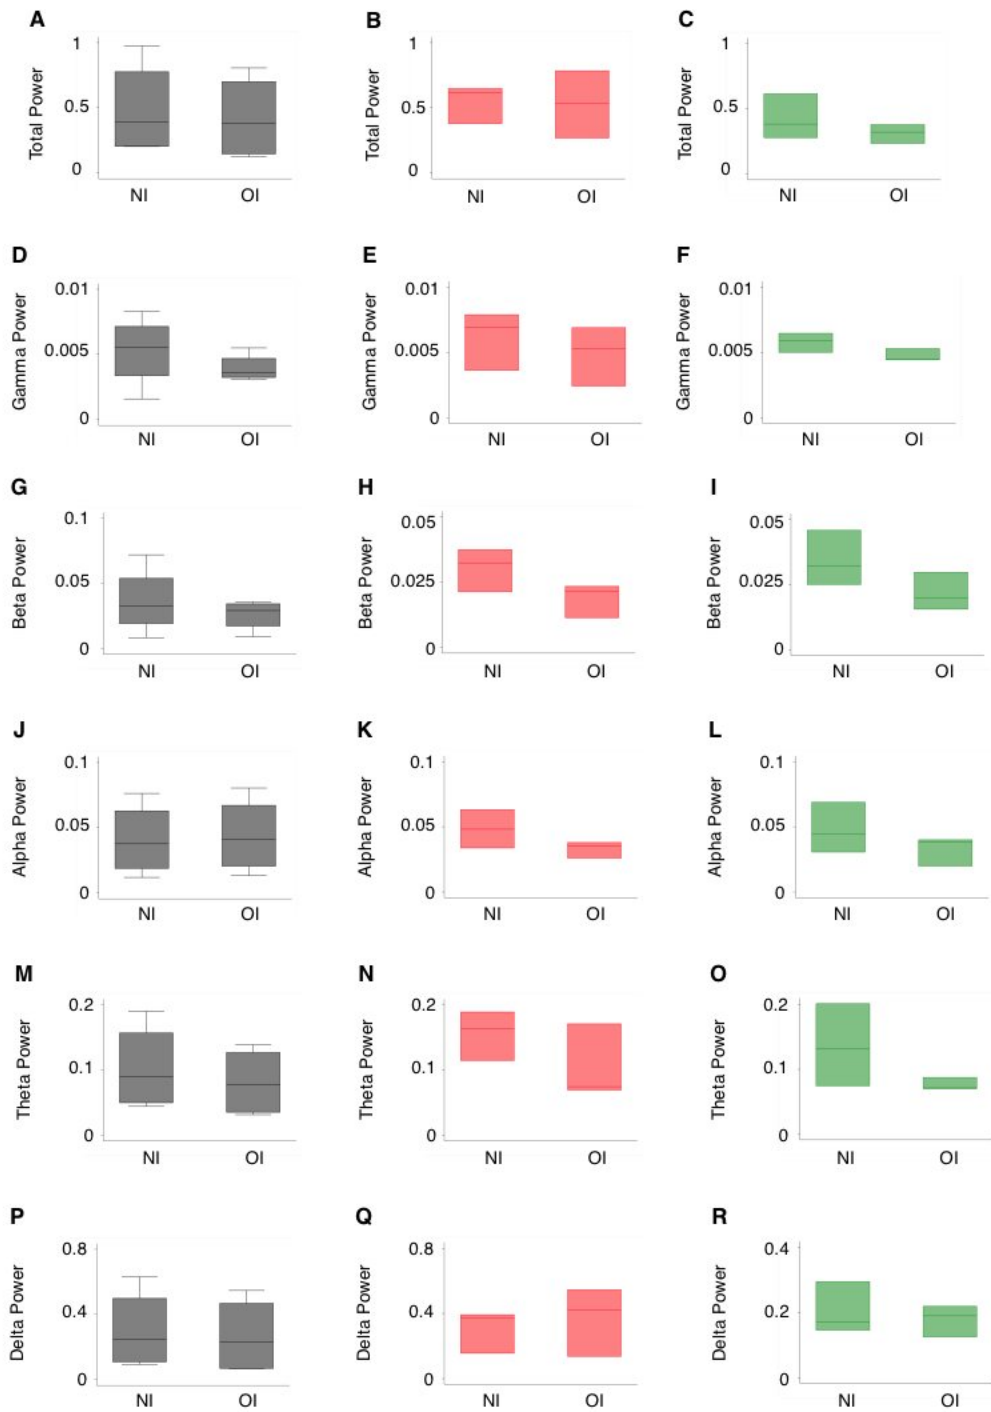 A B C
1 1 1
Total Power Total Power Total Power
0.5 0.5 0.5
0 0 0
NI OI NI OI NI OI
D E F
0.01 0.01 0.01
Gamma Power Gamma Power Gamma Power
0.005 0.005 0.005
0 0 0
NI OI NI OI NI OI
G H I
0.1 0.05 0.05
Beta Power Beta Power Beta Power
0.05 0.025 0.025
0 0 0
NI OI NI OI NI OI
J K L
0.1 0.1 0.1
Alpha Power Alpha Power Alpha Power
0.05 0.05 0.05
0 0 0
NI OI NI OI NI OI
M N O
0.2 0.2 0.2
Theta Power Theta Power Theta Power
0.1 0.1 0.1
0 0 0
NI OI NI OI NI OI
P Q R
0.8 0.8 0.4
Delta Power Delta Power Delta Power
0.4 0.4 0.2
0 0 0
NI OI NI OI NI OI